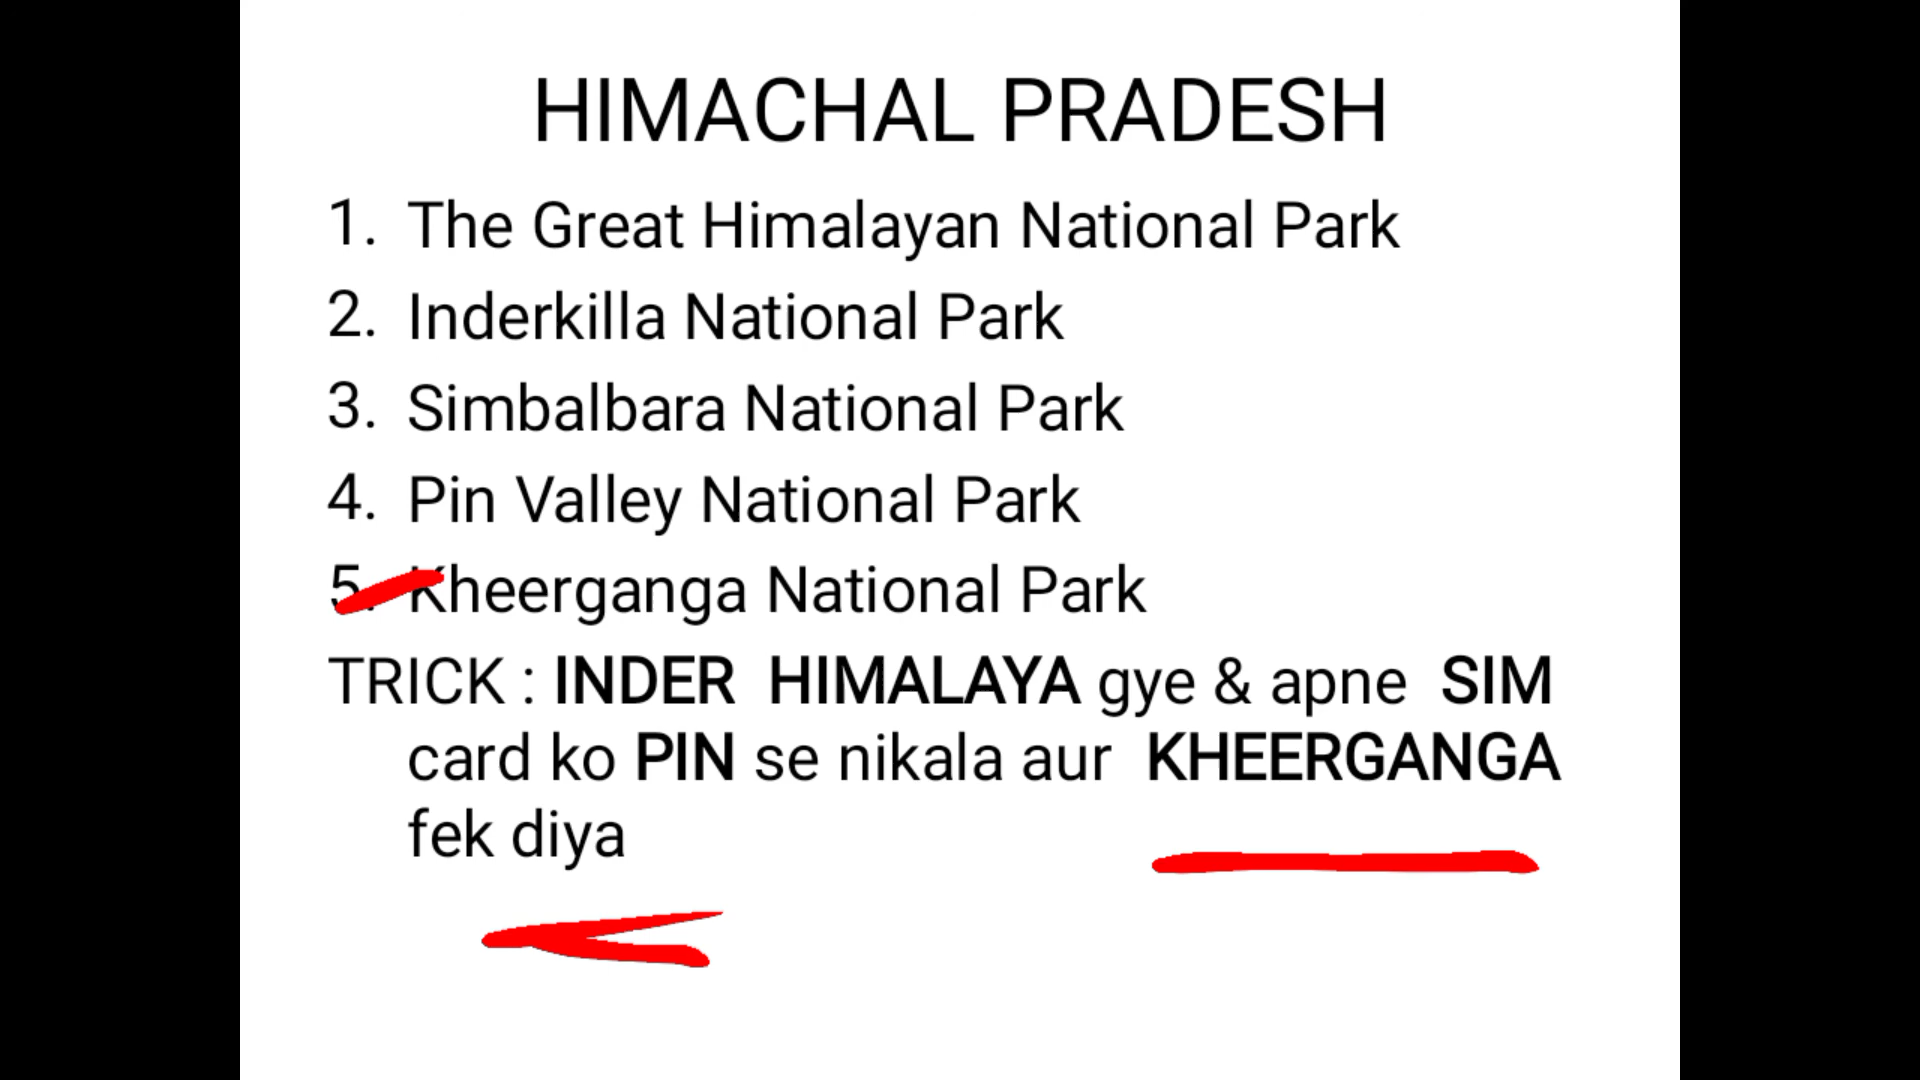 HIMACHAL PRADESH
1. The Great Himalayan National Park
2. Inderkilla National Park
3. Simbalbara National Park
4. Pin Valley National Park
5. Kheerganga National Park
TRICK : INDER HIMALAYA gye & apne SIM
card ko PIN se nikala aur KHEERGANGA
fek diya